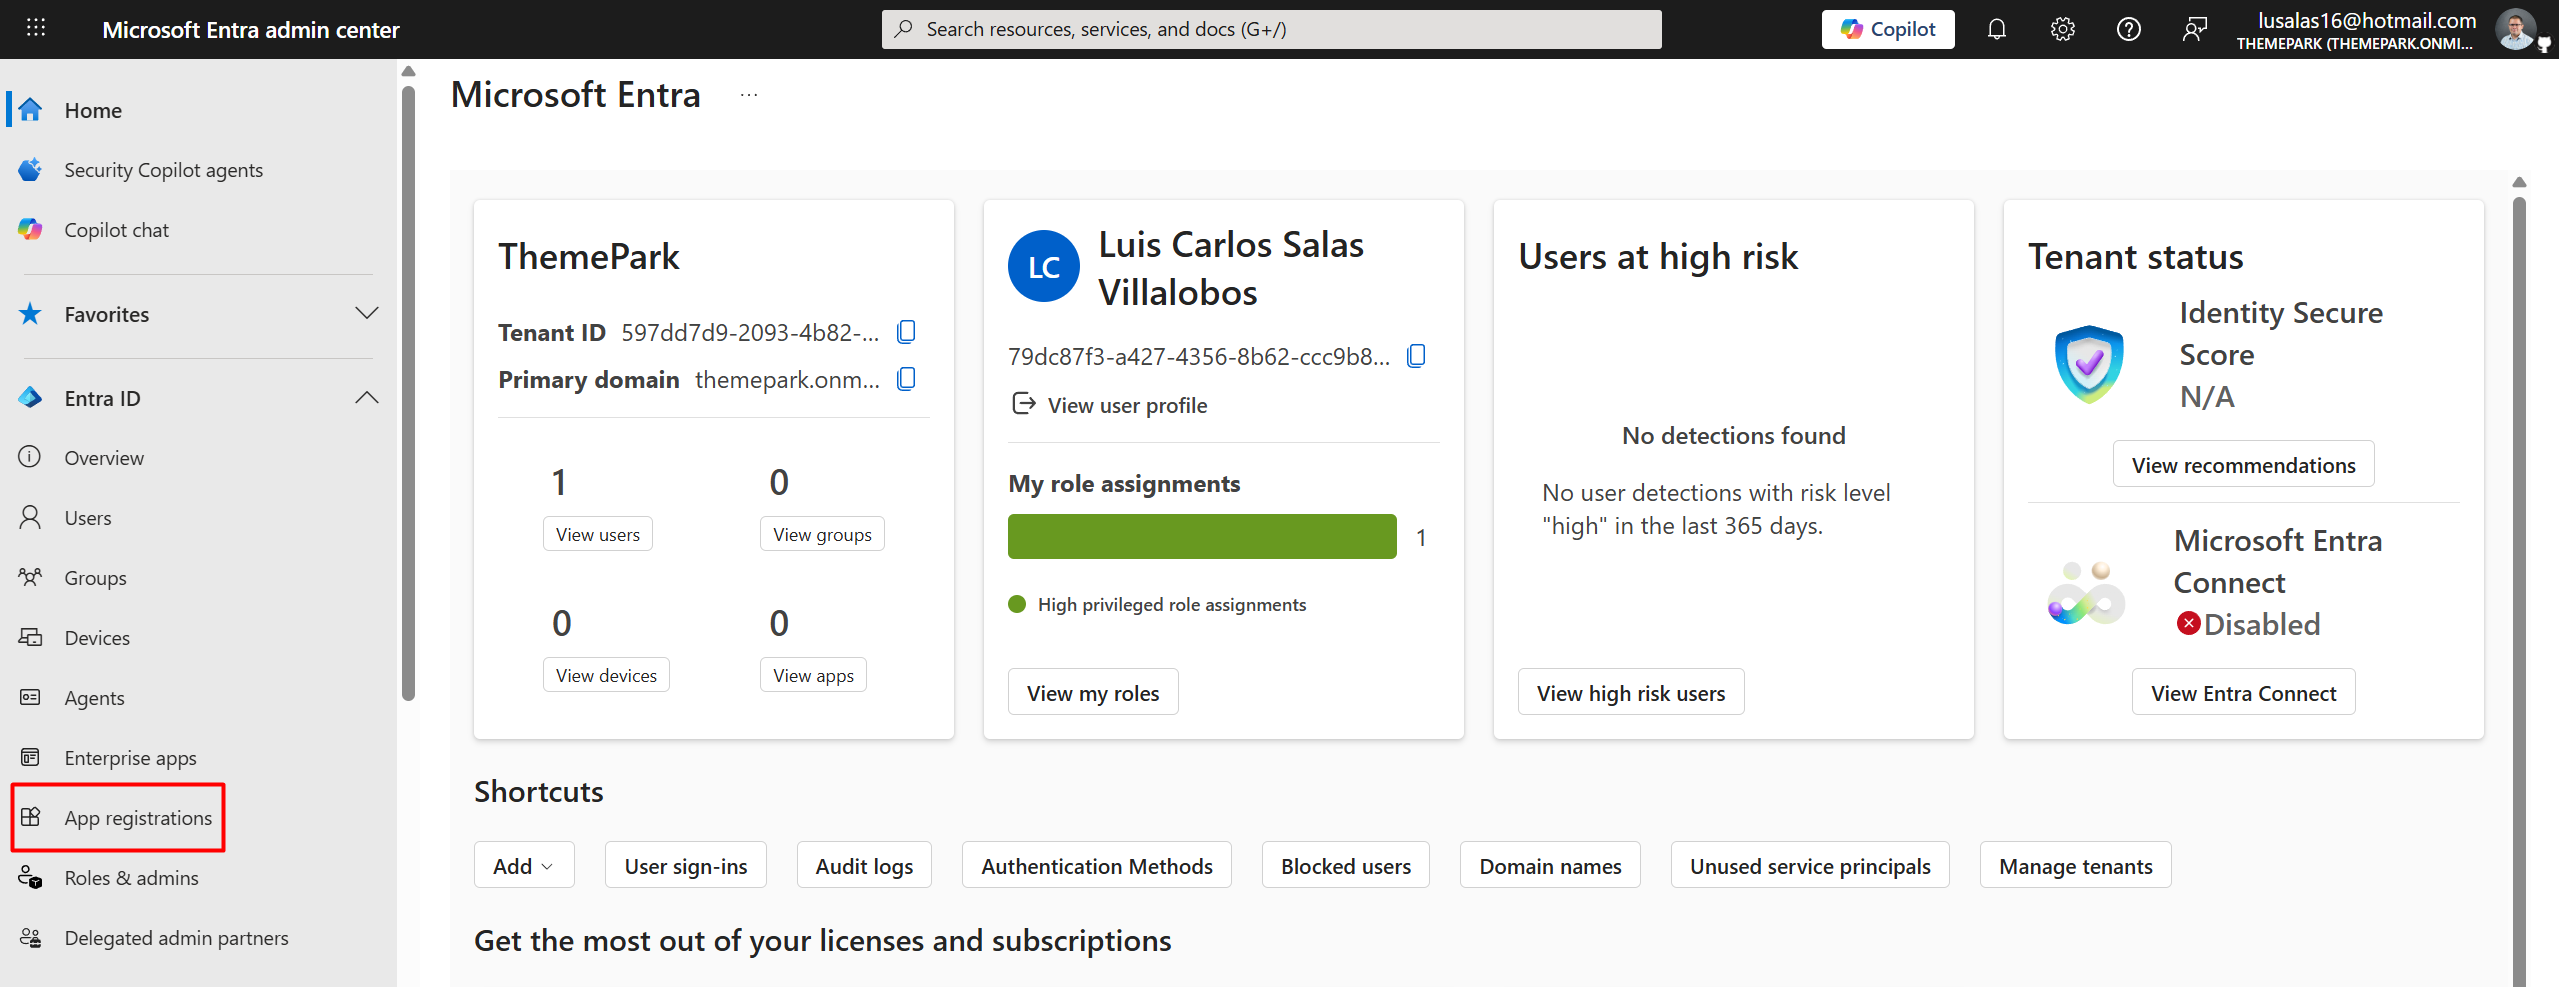 Microsoft Entra admin center
Search resources, services, and docs (G+/)
Copilot
lusalas16@hotmail.com
THEMEPARK (THEMEPARK.ONMI...
Home
Security Copilot agents
Copilot chat
Favorites
Entra ID
Overview
Users
Groups
Devices
Agents
Enterprise apps
App registrations
Roles & admins
Delegated admin partners
Microsoft Entra
...
ThemePark
Tenant ID 597dd7d9-2093-4b82-...
Primary domain themepark.onm...
1
View users
0
View groups
0
View devices
0
View apps
LC
Luis Carlos Salas
Villalobos
79dc87f3-a427-4356-8b62-ccc9b8...
View user profile
My role assignments
1
High privileged role assignments
View my roles
Users at high risk
No detections found
No user detections with risk level
"high" in the last 365 days.
View high risk users
Tenant status
Identity Secure
Score
N/A
View recommendations
Microsoft Entra
Connect
Disabled
View Entra Connect
Shortcuts
Add
User sign-ins
Audit logs
Authentication Methods
Blocked users
Domain names
Unused service principals
Manage tenants
Get the most out of your licenses and subscriptions